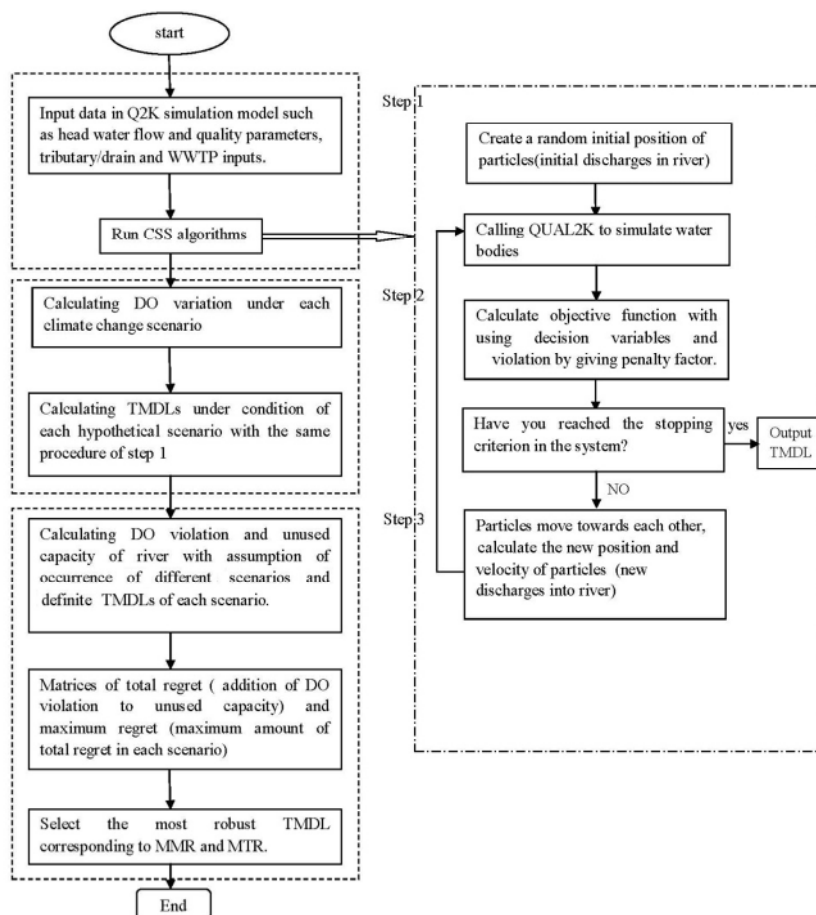 start
Step 1
Input data in Q2K simulation model such
as head water flow and quality parameters,
tributary/drain and WWTP inputs.
Run CSS algorithms
Step 2
Calculating DO variation under each
climate change scenario
Calculating TMDLs under condition of
each hypothetical scenario with the same
procedure of step 1
Step 3
Calculating DO violation and unused
capacity of river with assumption of
occurrence of different scenarios and
definite TMDLs of each scenario.
Matrices of total regret ( addition of DO
violation to unused capacity) and
maximum regret (maximum amount of
total regret in each scenario)
Select the most robust TMDL
corresponding to MMR and MTR.
End
Create a random initial position of
particles(initial discharges in river)
Calling QUAL2K to simulate water
bodies
Calculate objective function with
using decision variables and
violation by giving penalty factor.
Have you reached the stopping
criterion in the system?
yes
Output
TMDL
NO
Particles move towards each other,
calculate the new position and
velocity of particles (new
discharges into river)